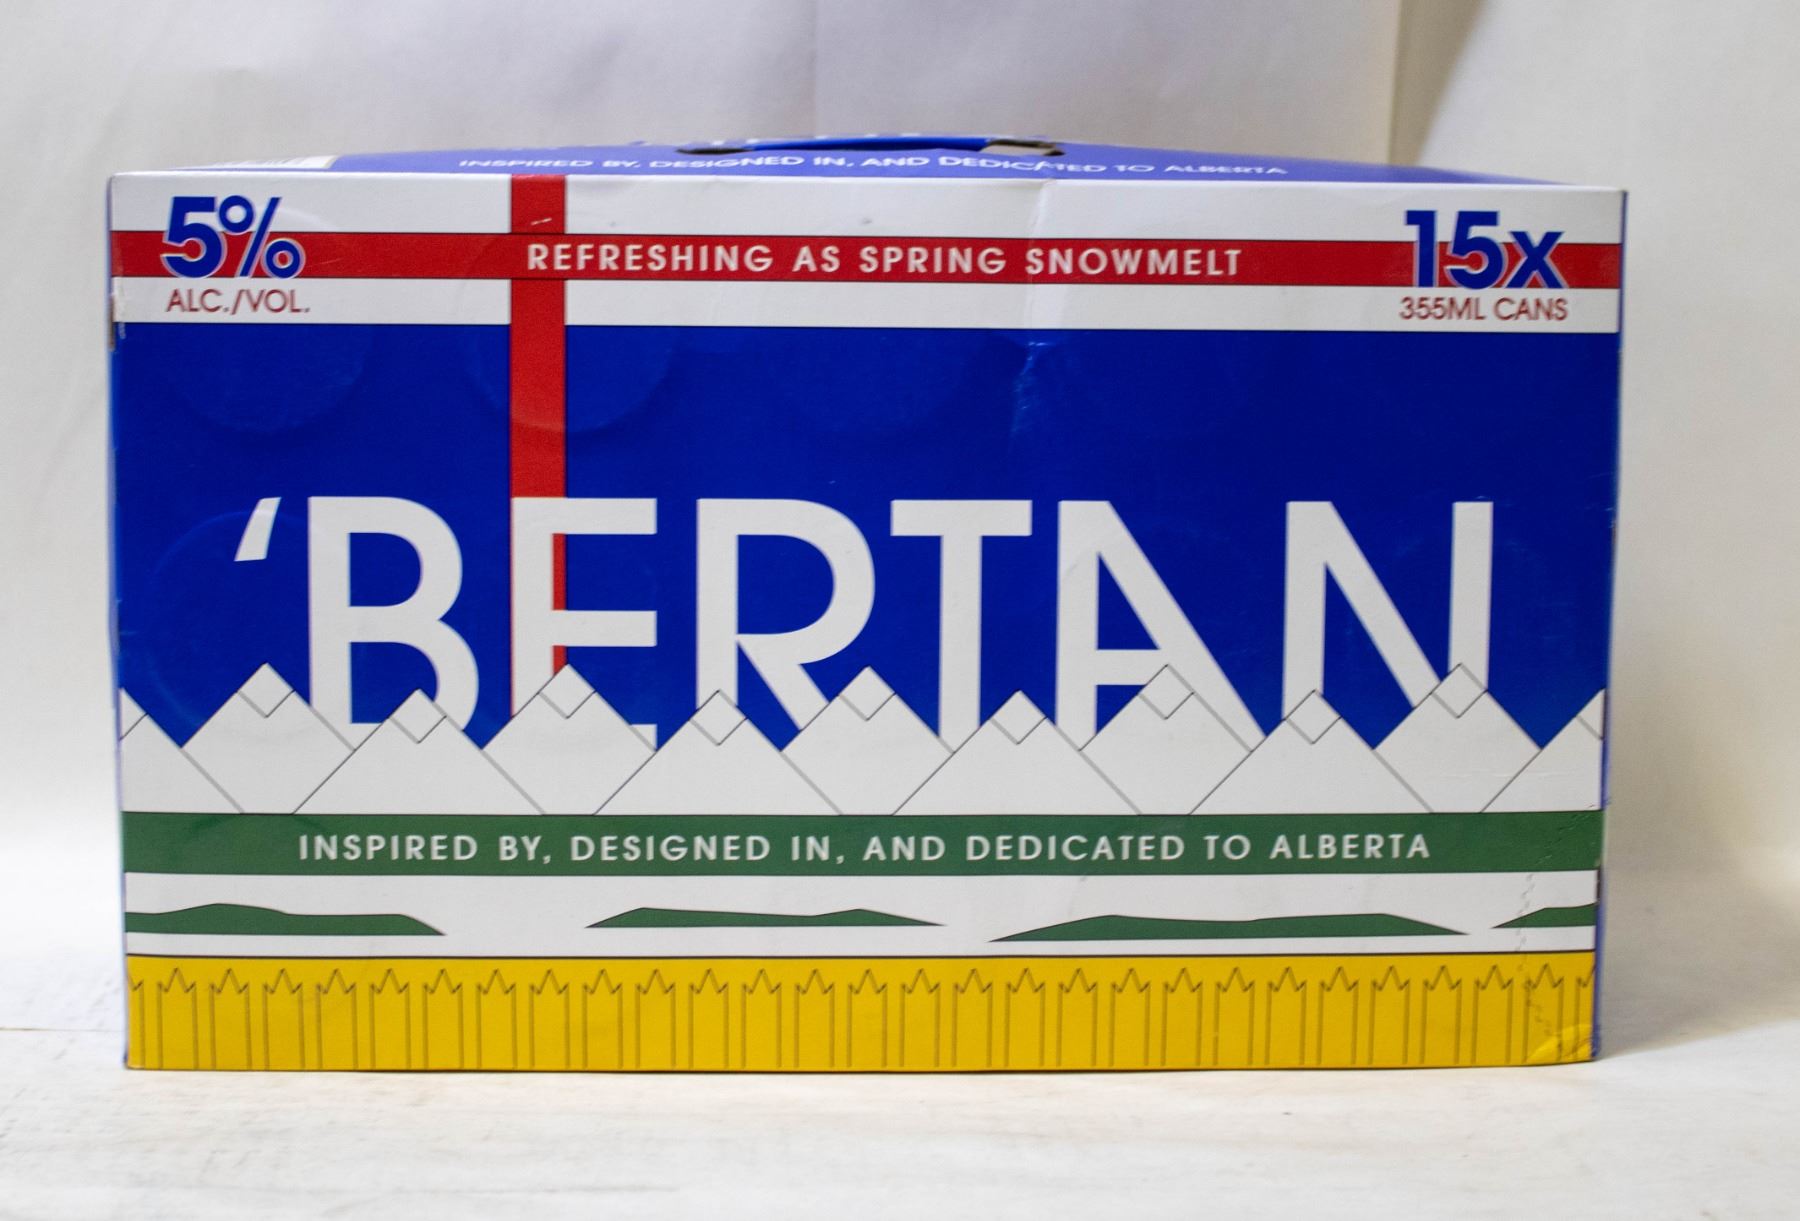 INSPIRED BY, DESIGNED IN, AND DEDICATED TO ALBERTA
5%
ALC./VOL.
REFRESHING AS SPRING SNOWMELT
15x
355ML CANS
‘BERTAN
INSPIRED BY, DESIGNED IN, AND DEDICATED TO ALBERTA